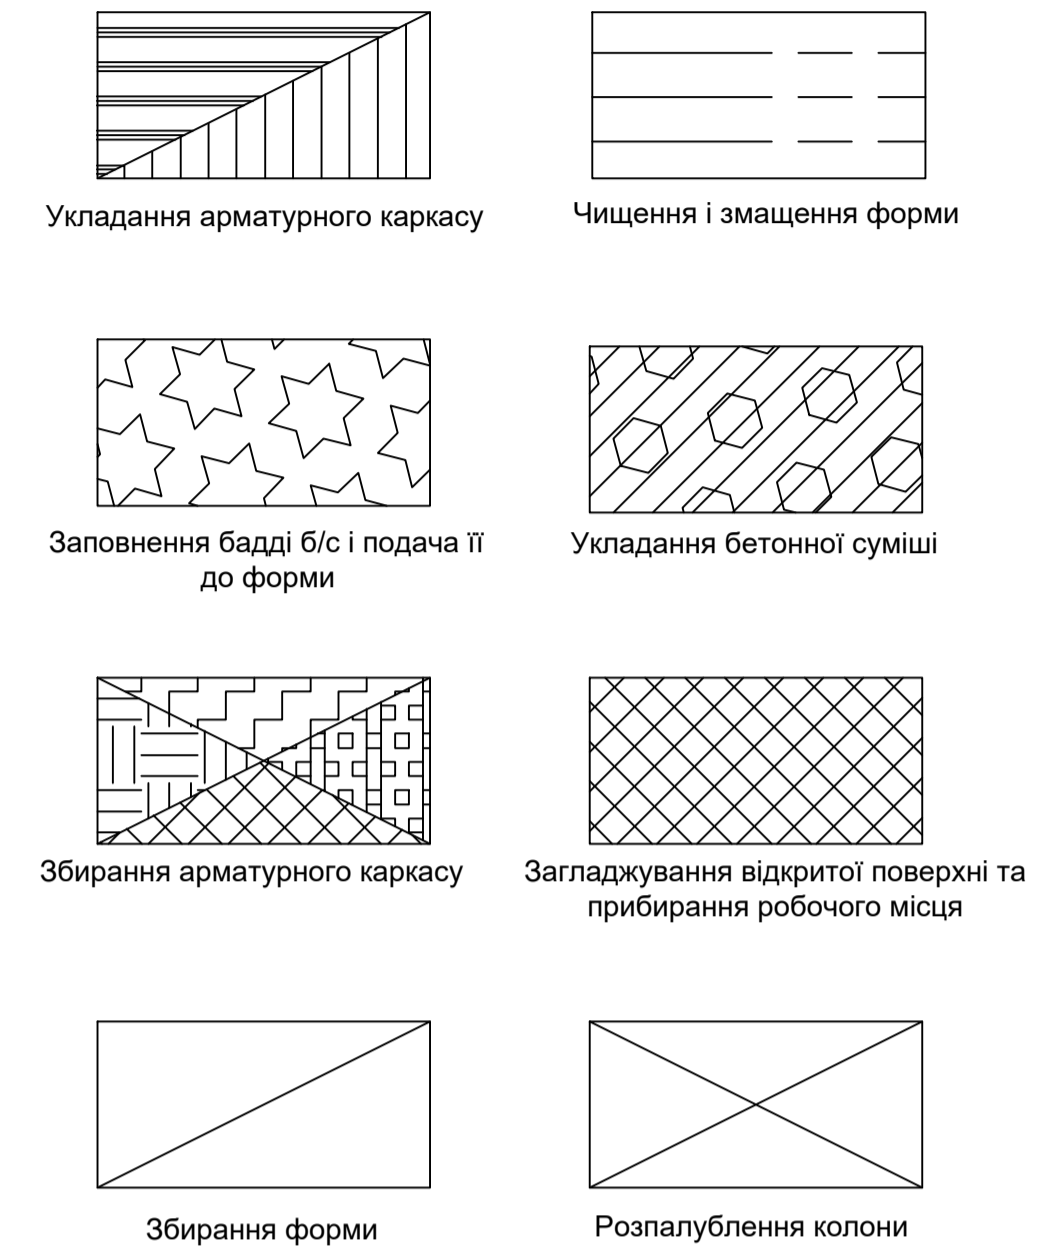 Укладання арматурного каркасу
Чищення і змащення форми
Заповнення бадді б/с і подача її
до форми
Укладання бетонної суміші
Збирання арматурного каркасу
Загладжування відкритої поверхні та
прибирання робочого місця
Збирання форми
Розпалублення колони